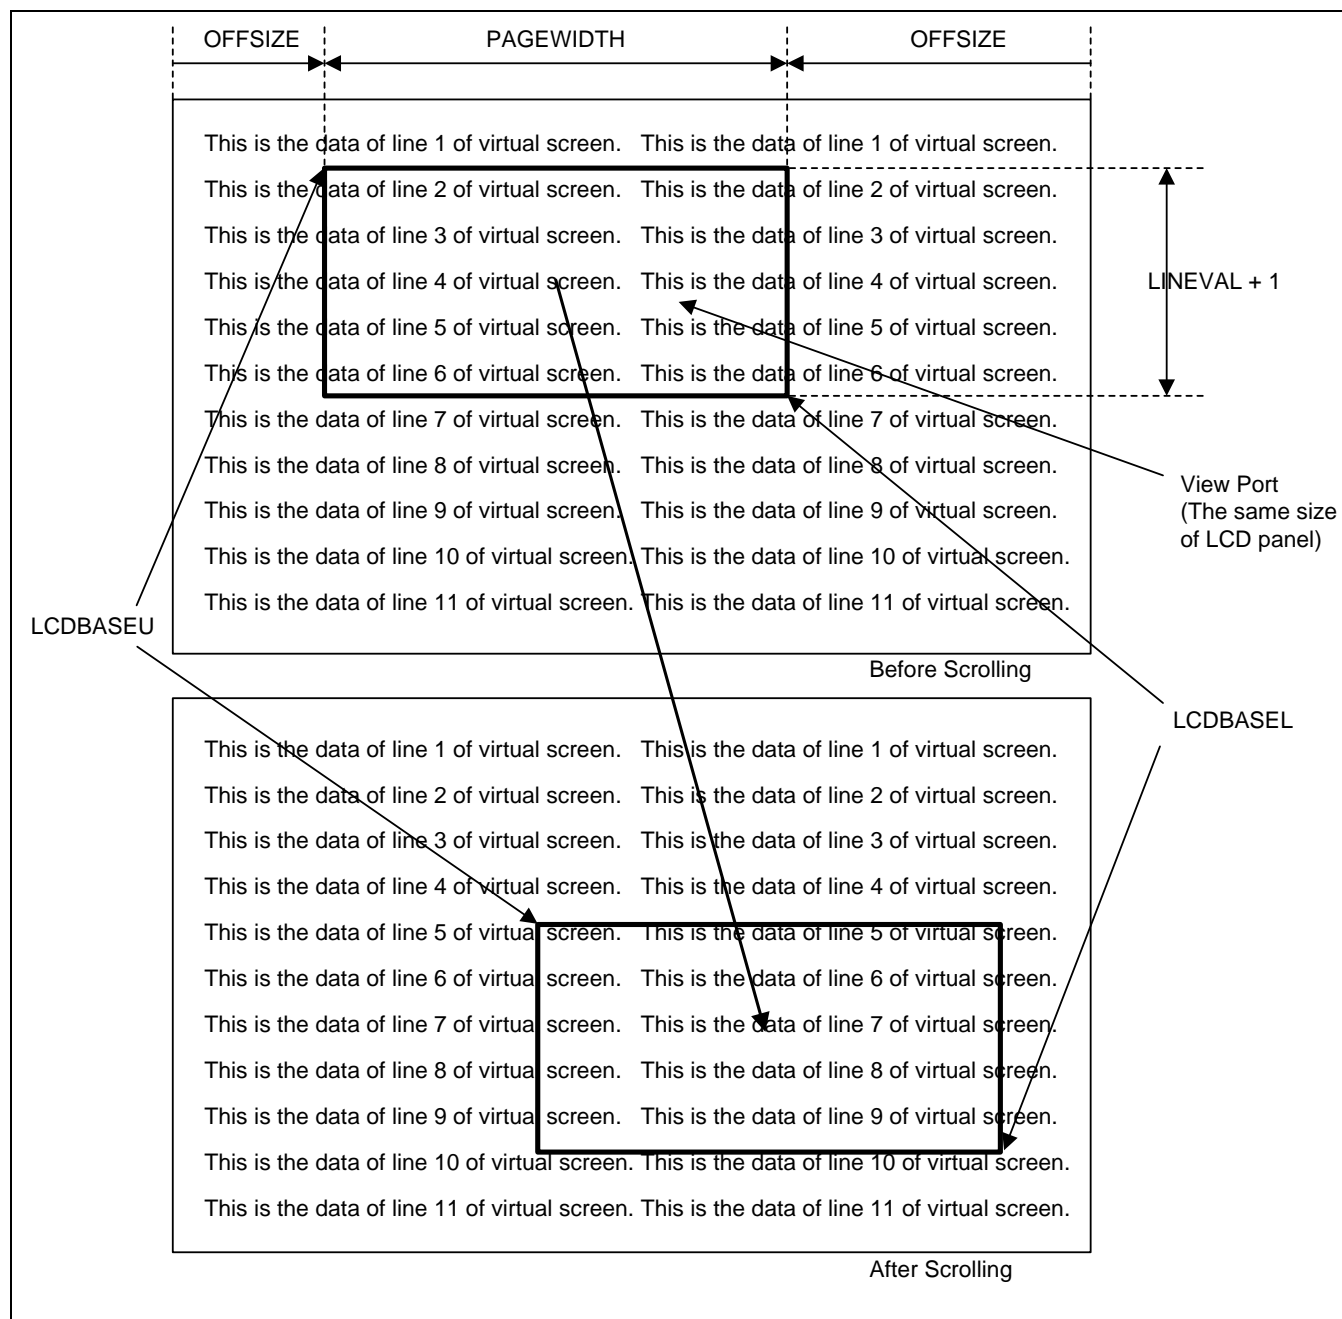 OFFSIZE PAGEWIDTH OFFSIZE
This is the data of line 1 of virtual screen. This is the data of line 1 of virtual screen.
This is the data of line 2 of virtual screen. This is the data of line 2 of virtual screen.
This is the data of line 3 of virtual screen. This is the data of line 3 of virtual screen.
This is the data of line 4 of virtual screen. This is the data of line 4 of virtual screen.
LINEVAL + 1
This is the data of line 5 of virtual screen. This is the data of line 5 of virtual screen.
This is the data of line 6 of virtual screen. This is the data of line 6 of virtual screen.
This is the data of line 7 of virtual screen. This is the data of line 7 of virtual screen.
This is the data of line 8 of virtual screen. This is the data of line 8 of virtual screen.
View Port
(The same size
of LCD panel)
This is the data of line 9 of virtual screen. This is the data of line 9 of virtual screen.
This is the data of line 10 of virtual screen. This is the data of line 10 of virtual screen.
This is the data of line 11 of virtual screen. This is the data of line 11 of virtual screen.
LCDBASEU
Before Scrolling
LCDBASEL
This is the data of line 1 of virtual screen. This is the data of line 1 of virtual screen.
This is the data of line 2 of virtual screen. This is the data of line 2 of virtual screen.
This is the data of line 3 of virtual screen. This is the data of line 3 of virtual screen.
This is the data of line 4 of virtual screen. This is the data of line 4 of virtual screen.
This is the data of line 5 of virtual screen. This is the data of line 5 of virtual screen.
This is the data of line 6 of virtual screen. This is the data of line 6 of virtual screen.
This is the data of line 7 of virtual screen. This is the data of line 7 of virtual screen.
This is the data of line 8 of virtual screen. This is the data of line 8 of virtual screen.
This is the data of line 9 of virtual screen. This is the data of line 9 of virtual screen.
This is the data of line 10 of virtual screen. This is the data of line 10 of virtual screen.
This is the data of line 11 of virtual screen. This is the data of line 11 of virtual screen.
After Scrolling